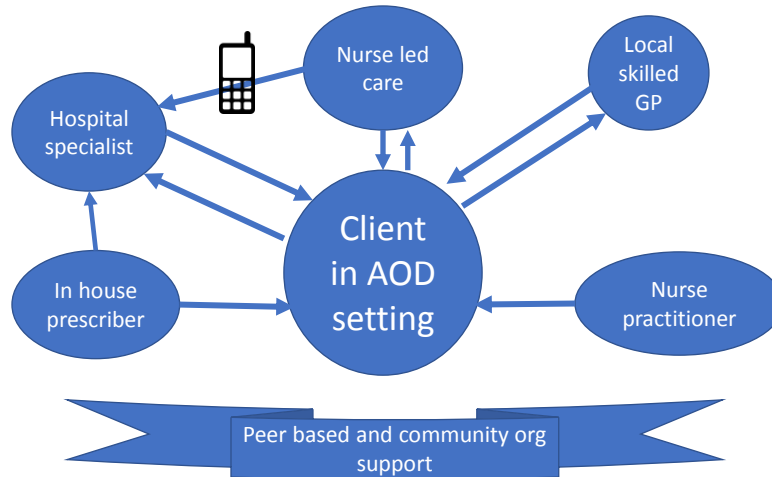 Nurse led
care
Local
skilled
GP
Hospital
specialist
Client
in AOD
setting
In house
prescriber
Nurse
practitioner
Peer based and community org
support